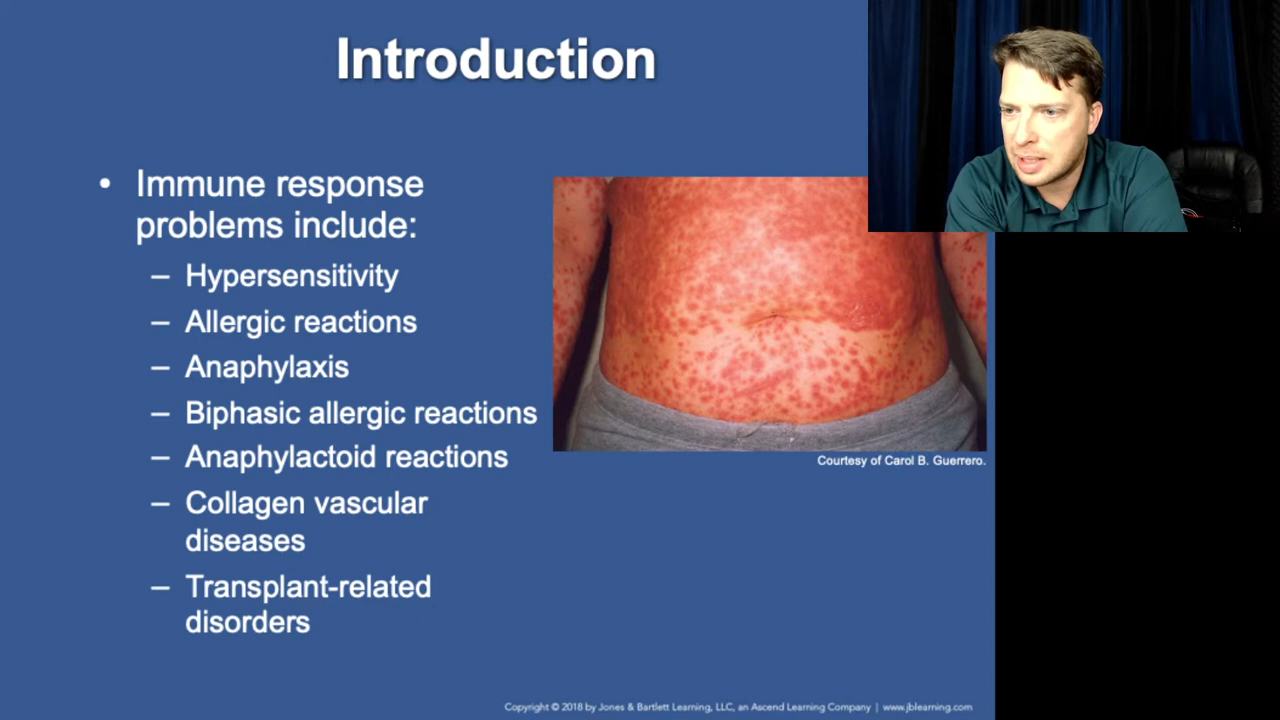 Introduction
• Immune response
problems include:
– Hypersensitivity
– Allergic reactions
– Anaphylaxis
– Biphasic allergic reactions
– Anaphylactoid reactions
– Collagen vascular
diseases
– Transplant-related
disorders
Courtesy of Carol B. Guerrero.
Copyright © 2018 by Jones & Bartlett Learning, LLC, an Ascend Learning Company | www.jblearning.com